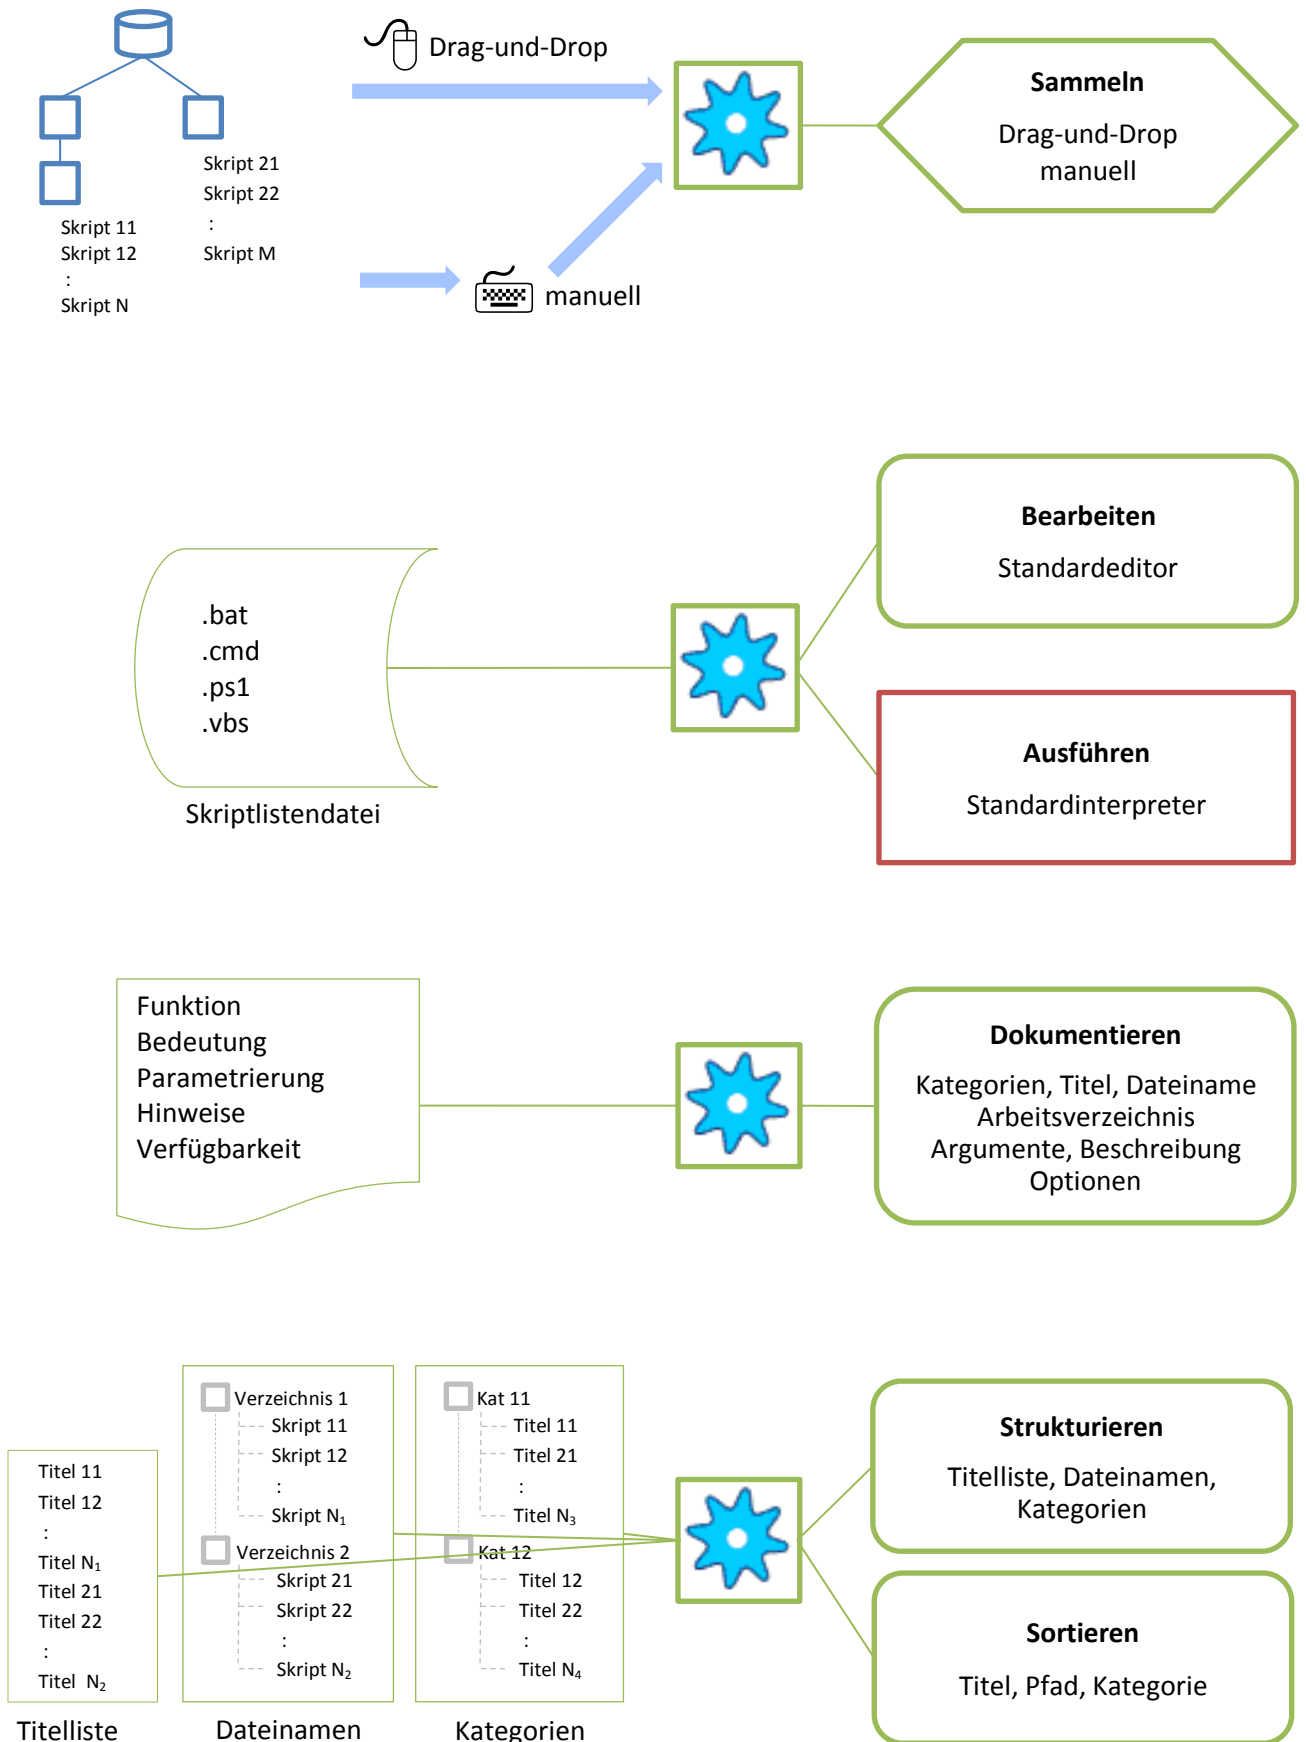 Drag-und-Drop
Sammeln
Drag-und-Drop
manuell
Skript 21
Skript 22
:
Skript M
Skript 11
Skript 12
:
Skript N
manuell
Bearbeiten
Standardeditor
.bat
.cmd
.ps1
.vbs
Skriptlistendatei
Ausführen
Standardinterpreter
Funktion
Bedeutung
Parametrierung
Hinweise
Verfügbarkeit
Dokumentieren
Kategorien, Titel, Dateiname
Arbeitsverzeichnis
Argumente, Beschreibung
Optionen
Titel 11
Titel 12
:
Titel N₁
Titel 21
Titel 22
:
Titel N₂
Titelliste
Verzeichnis 1
Skript 11
Skript 12
:
Skript N₁
Verzeichnis 2
Skript 21
Skript 22
:
Skript N₂
Dateinamen
Kat 11
Titel 11
Titel 21
:
Titel N₃
Kat 12
Titel 12
Titel 22
:
Titel N₄
Kategorien
Strukturieren
Titelliste, Dateinamen,
Kategorien
Sortieren
Titel, Pfad, Kategorie